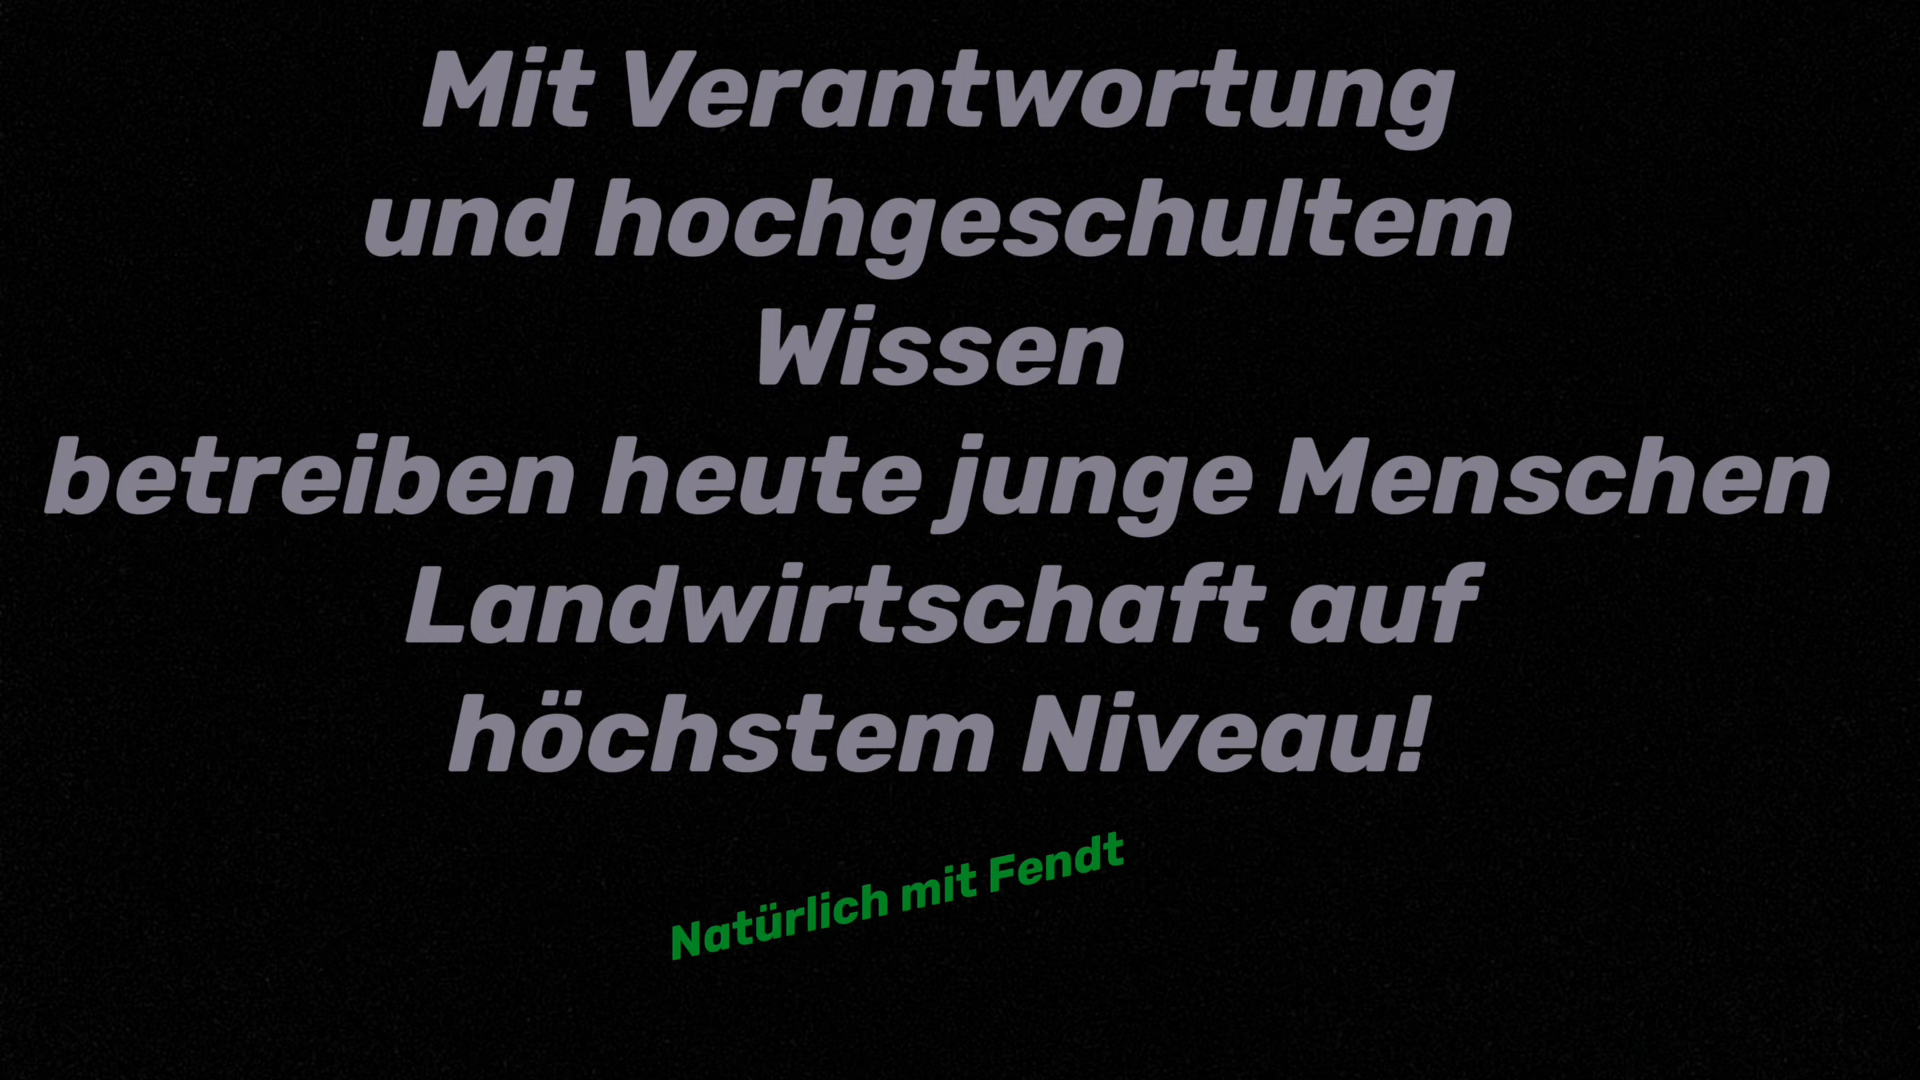 Mit Verantwortung
und hochgeschultem
Wissen
betreiben heute junge Menschen
Landwirtschaft auf
höchstem Niveau!
Natürlich mit Fendt